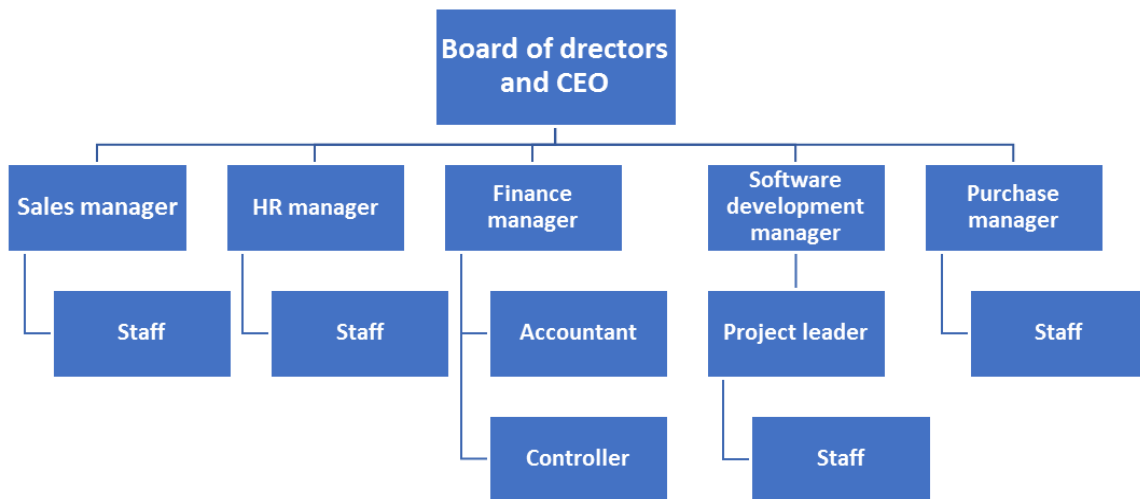 Board of drectors
and CEO
Sales manager
HR manager
Finance
manager
Software
development
manager
Purchase
manager
Staff
Staff
Accountant
Project leader
Staff
Controller
Staff